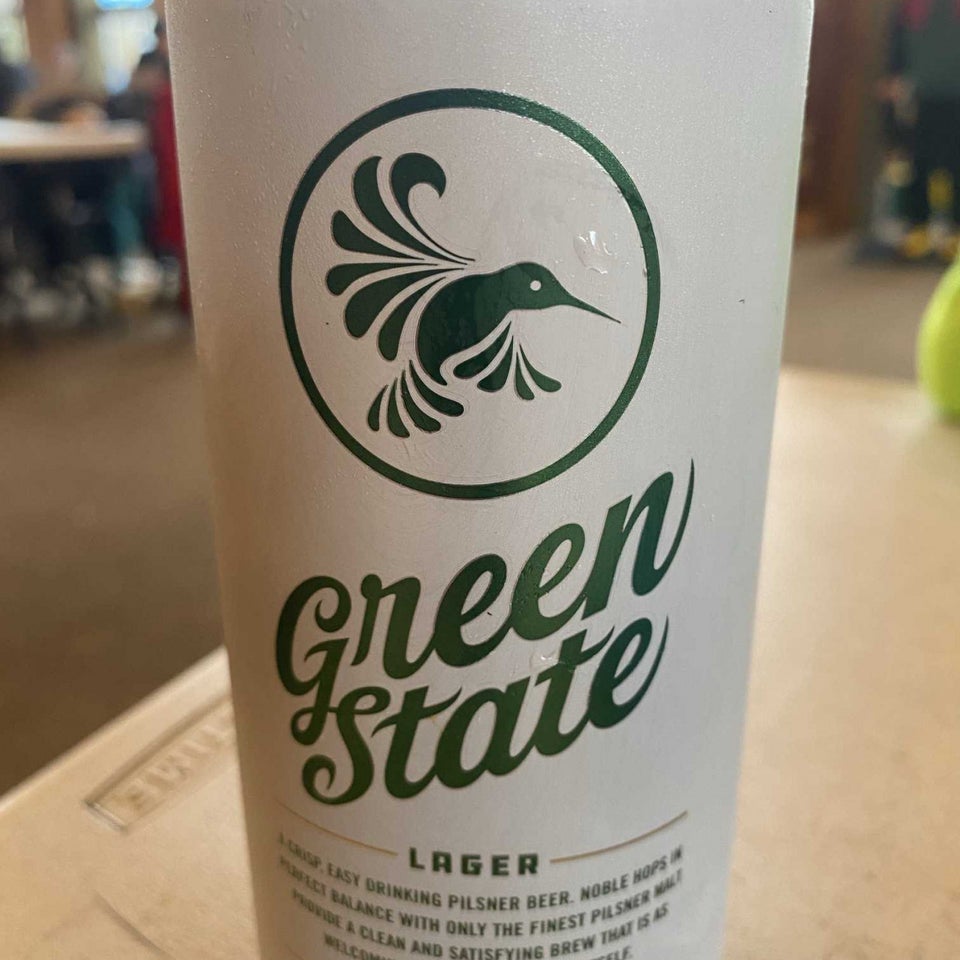 Green
State
LAGER
A CRISP, EASY DRINKING PILSNER BEER. NOBLE HOPS IN
PERFECT BALANCE WITH ONLY THE FINEST PILSNER MALT
PROVIDE A CLEAN AND SATISFYING BREW THAT IS AS